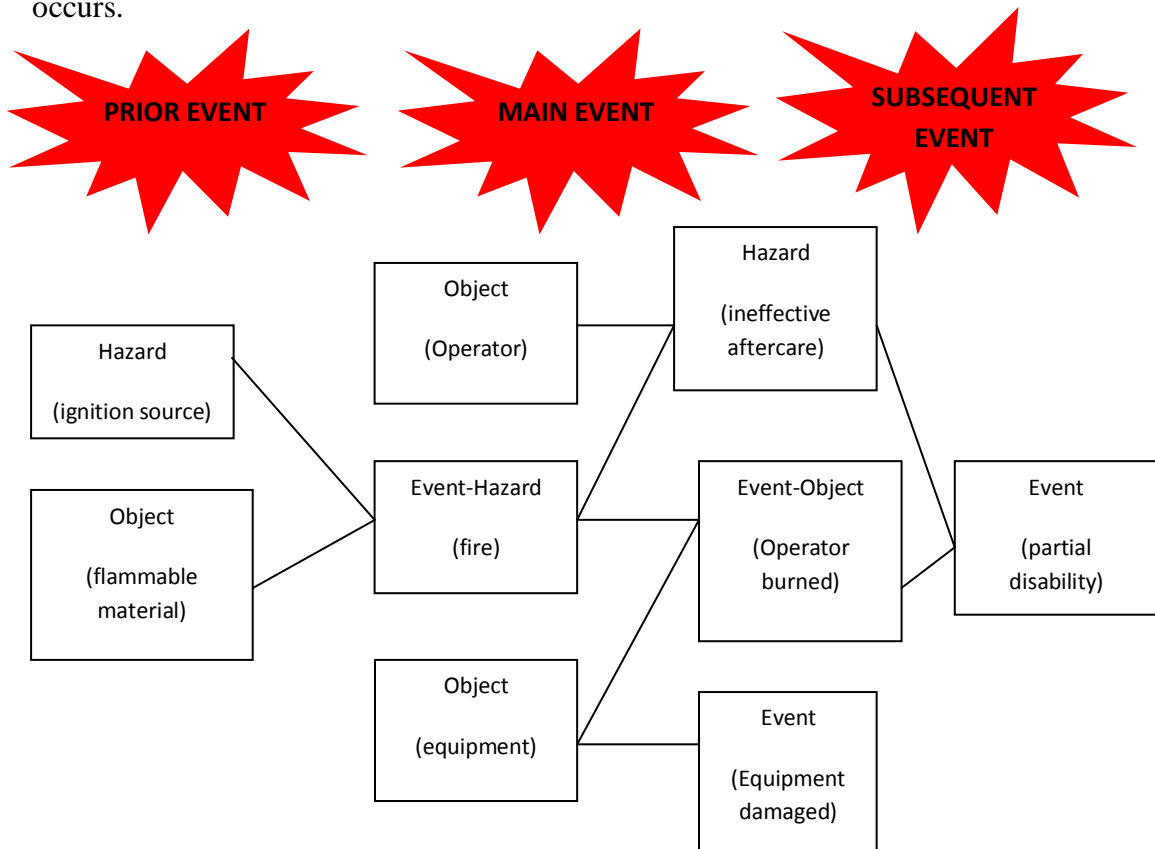 occurs.
PRIOR EVENT
MAIN EVENT
SUBSEQUENT
EVENT
Hazard
(ignition source)
Object
(flammable
material)
Object
(Operator)
Event-Hazard
(fire)
Object
(equipment)
Hazard
(ineffective
aftercare)
Event-Object
(Operator
burned)
Event
(Equipment
damaged)
Event
(partial
disability)